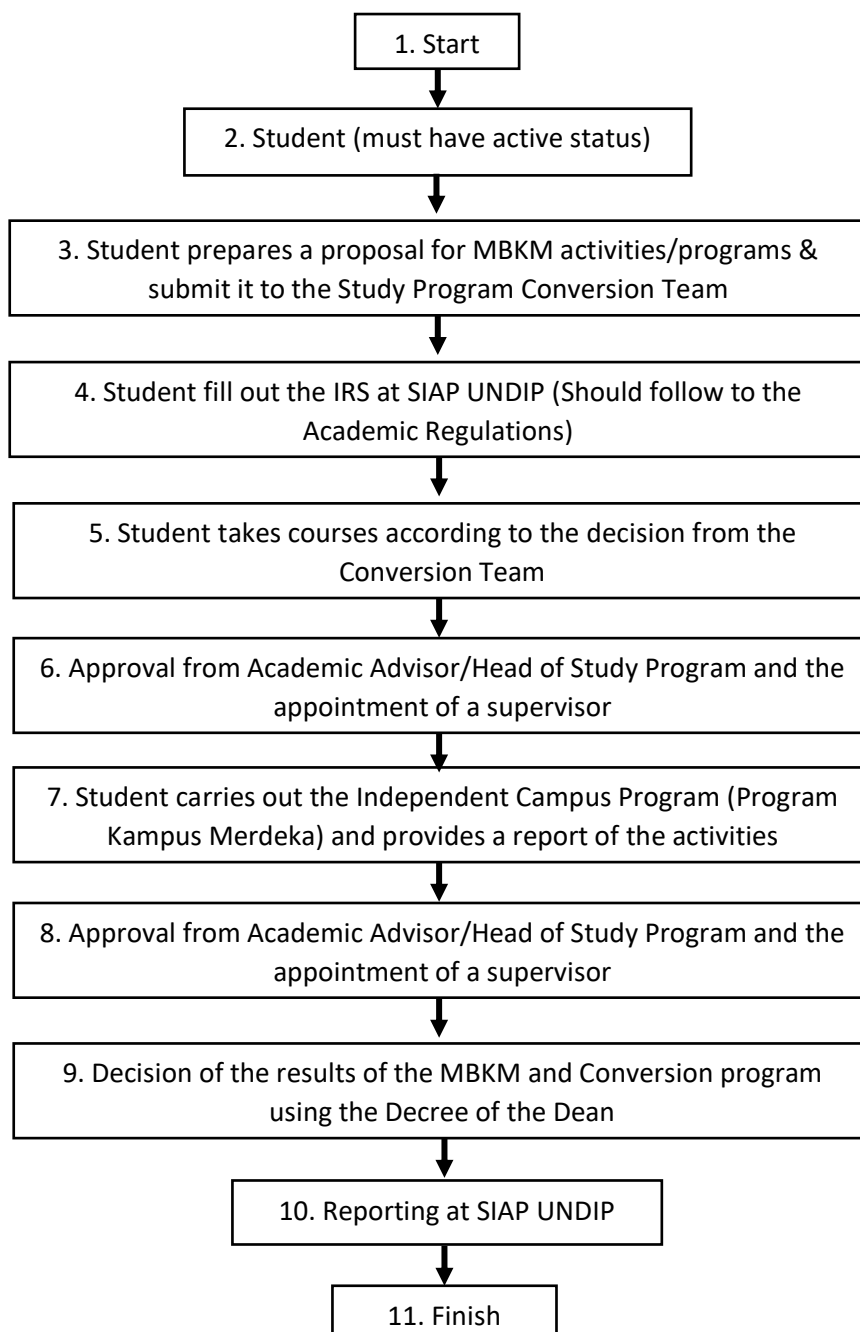 1. Start
2. Student (must have active status)
3. Student prepares a proposal for MBKM activities/programs &
submit it to the Study Program Conversion Team
4. Student fill out the IRS at SIAP UNDIP (Should follow to the
Academic Regulations)
5. Student takes courses according to the decision from the
Conversion Team
6. Approval from Academic Advisor/Head of Study Program and the
appointment of a supervisor
7. Student carries out the Independent Campus Program (Program
Kampus Merdeka) and provides a report of the activities
8. Approval from Academic Advisor/Head of Study Program and the
appointment of a supervisor
9. Decision of the results of the MBKM and Conversion program
using the Decree of the Dean
10. Reporting at SIAP UNDIP
11. Finish